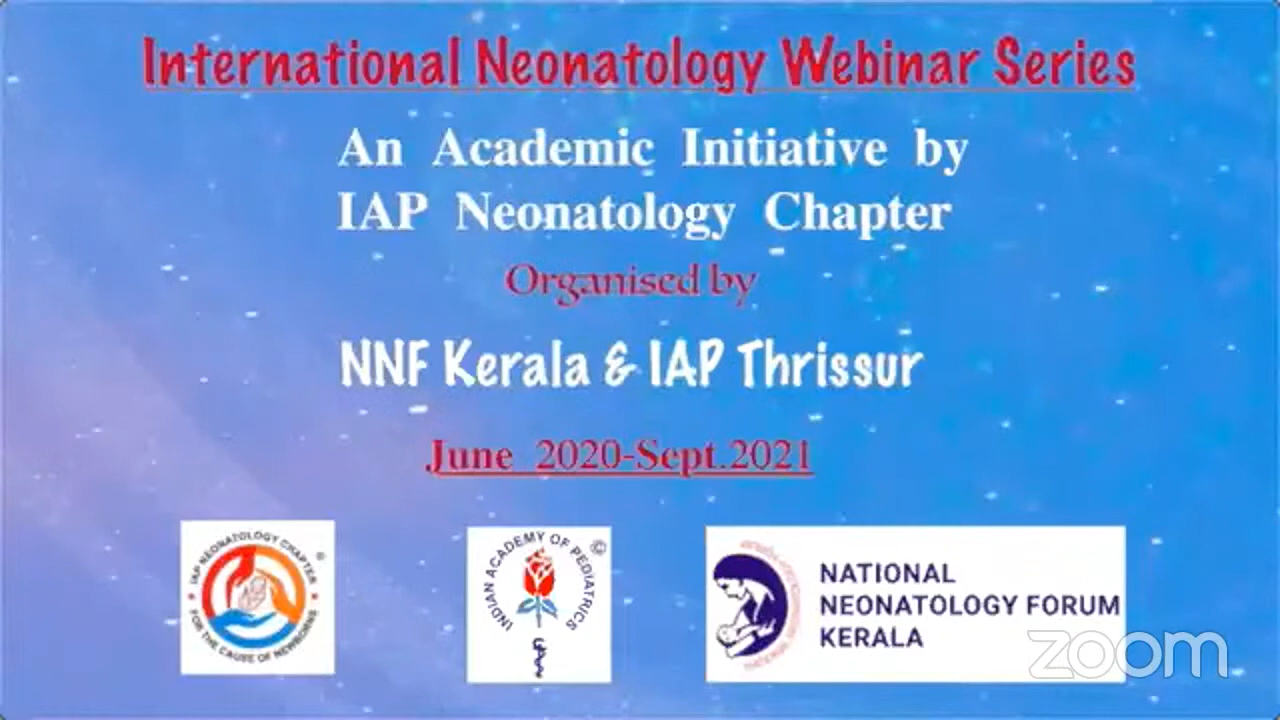 International Neonatology Webinar Series
An Academic Initiative by
IAP Neonatology Chapter
Organised by
NNF Kerala & IAP Thrissur
June 2020-Sept.2021
IAP NEONATOLOGY CHAPTER
FOR THE CAUSE OF NEWBORNS
®
INDIAN ACADEMY OF PEDIATRICS
©
NATIONAL
NEONATOLOGY FORUM
KERALA
zoom